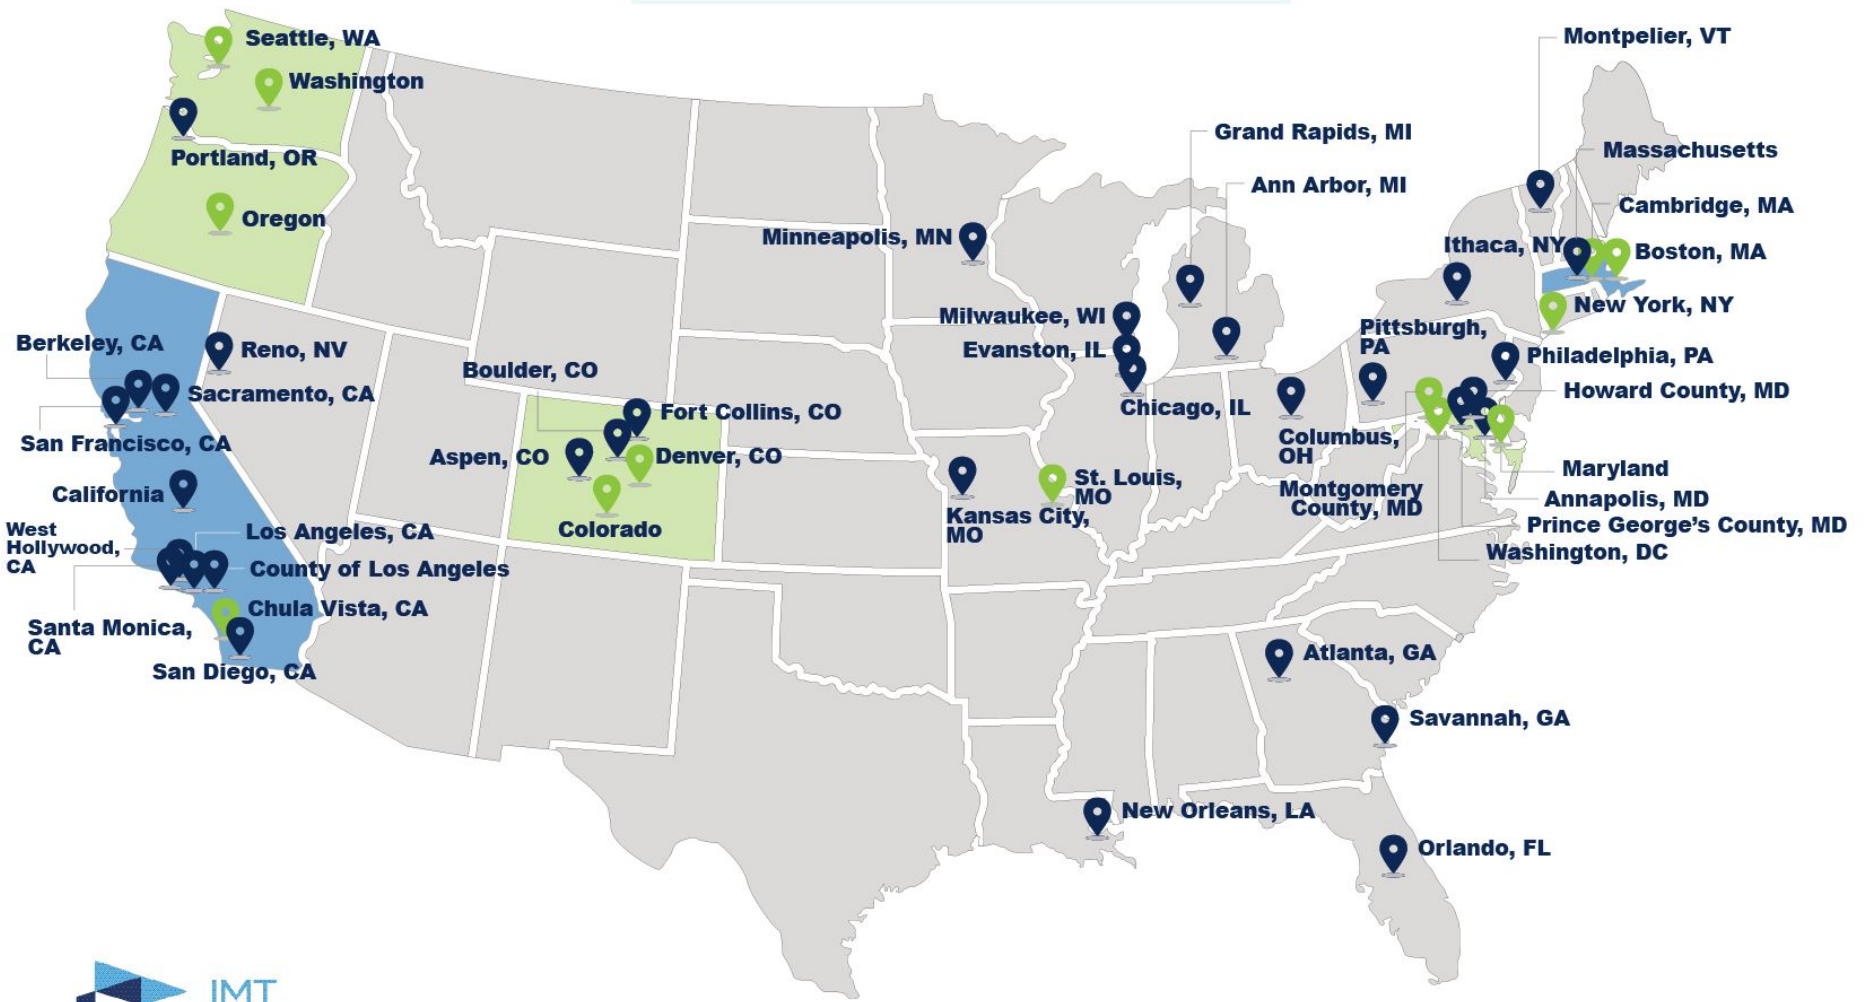 Seattle, WA
Washington
Portland, OR
Oregon
Berkeley, CA
Reno, NV
Sacramento, CA
San Francisco, CA
California
West
Hollywood,
CA
Los Angeles, CA
County of Los Angeles
Chula Vista, CA
Santa Monica,
CA
San Diego, CA
Boulder, CO
Fort Collins, CO
Aspen, CO
Denver, CO
Colorado
Minneapolis, MN
Milwaukee, WI
Evanston, IL
Chicago, IL
Grand Rapids, MI
Ann Arbor, MI
Kansas City,
MO
St. Louis,
MO
Columbus,
OH
Montpelier, VT
Massachusetts
Cambridge, MA
Ithaca, NY
Boston, MA
New York, NY
Pittsburgh,
PA
Philadelphia, PA
Howard County, MD
Montgomery
County, MD
Maryland
Annapolis, MD
Prince George's County, MD
Washington, DC
Atlanta, GA
Savannah, GA
New Orleans, LA
Orlando, FL
IMT